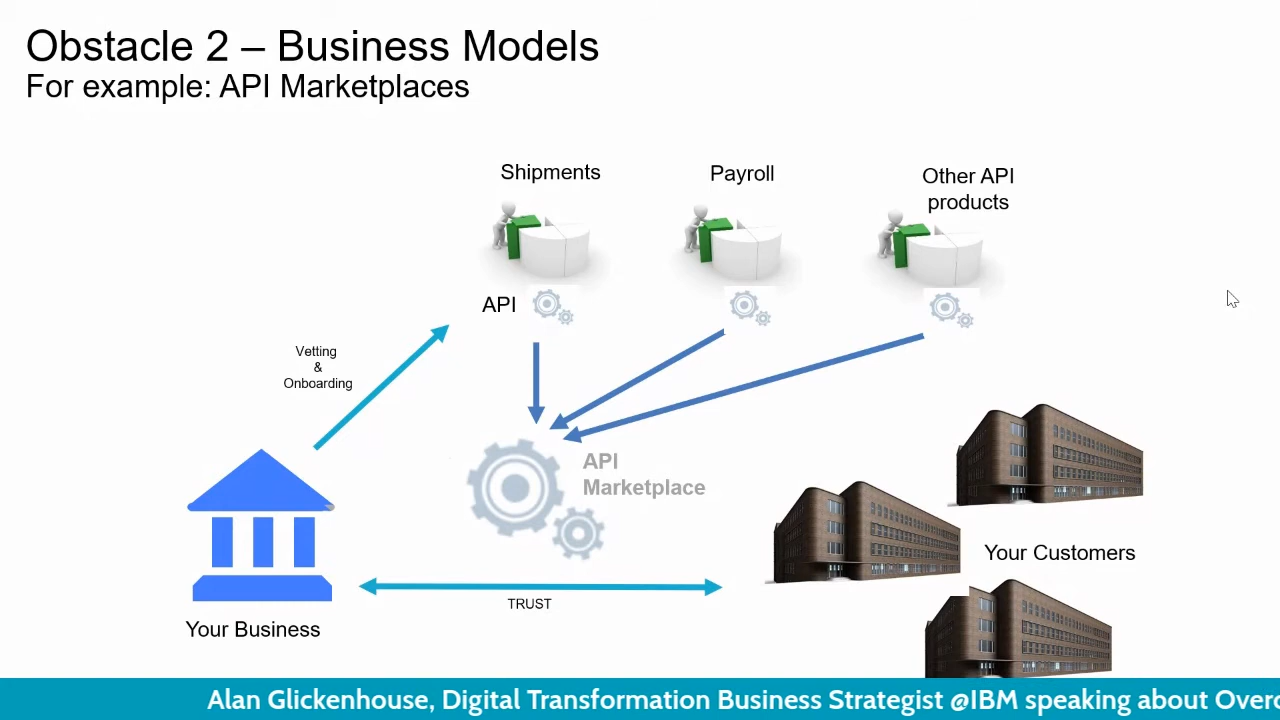 Obstacle 2 – Business Models
For example: API Marketplaces
Shipments
Payroll
Other API
products
API
Vetting
&
Onboarding
API
Marketplace
Your Customers
TRUST
Your Business
Alan Glickenhouse, Digital Transformation Business Strategist @IBM speaking about